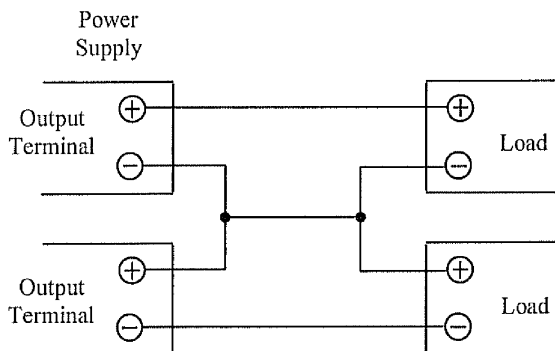 Power
Supply
Output
Terminal
+
−
+
−
Load
Output
Terminal
+
−
+
−
Load